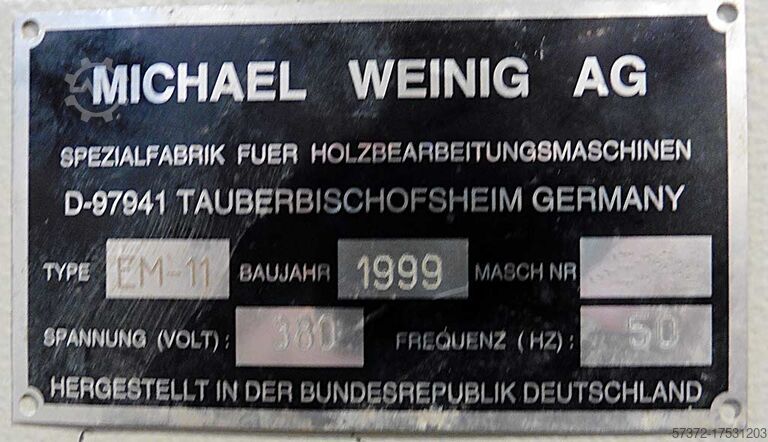 MICHAEL WEINIG AG
SPEZIALFABRIK FUER HOLZBEARBEITUNGSMASCHINEN
D-97941 TAUBERBISCHOFSHEIM GERMANY
TYPE EM-11 BAUJAHR 1999 MASCH NR
SPANNUNG (VOLT): 380 FREQUENZ (HZ): 50
HERGESTELLT IN DER BUNDESREPUBLIK DEUTSCHLAND
57372-17531203